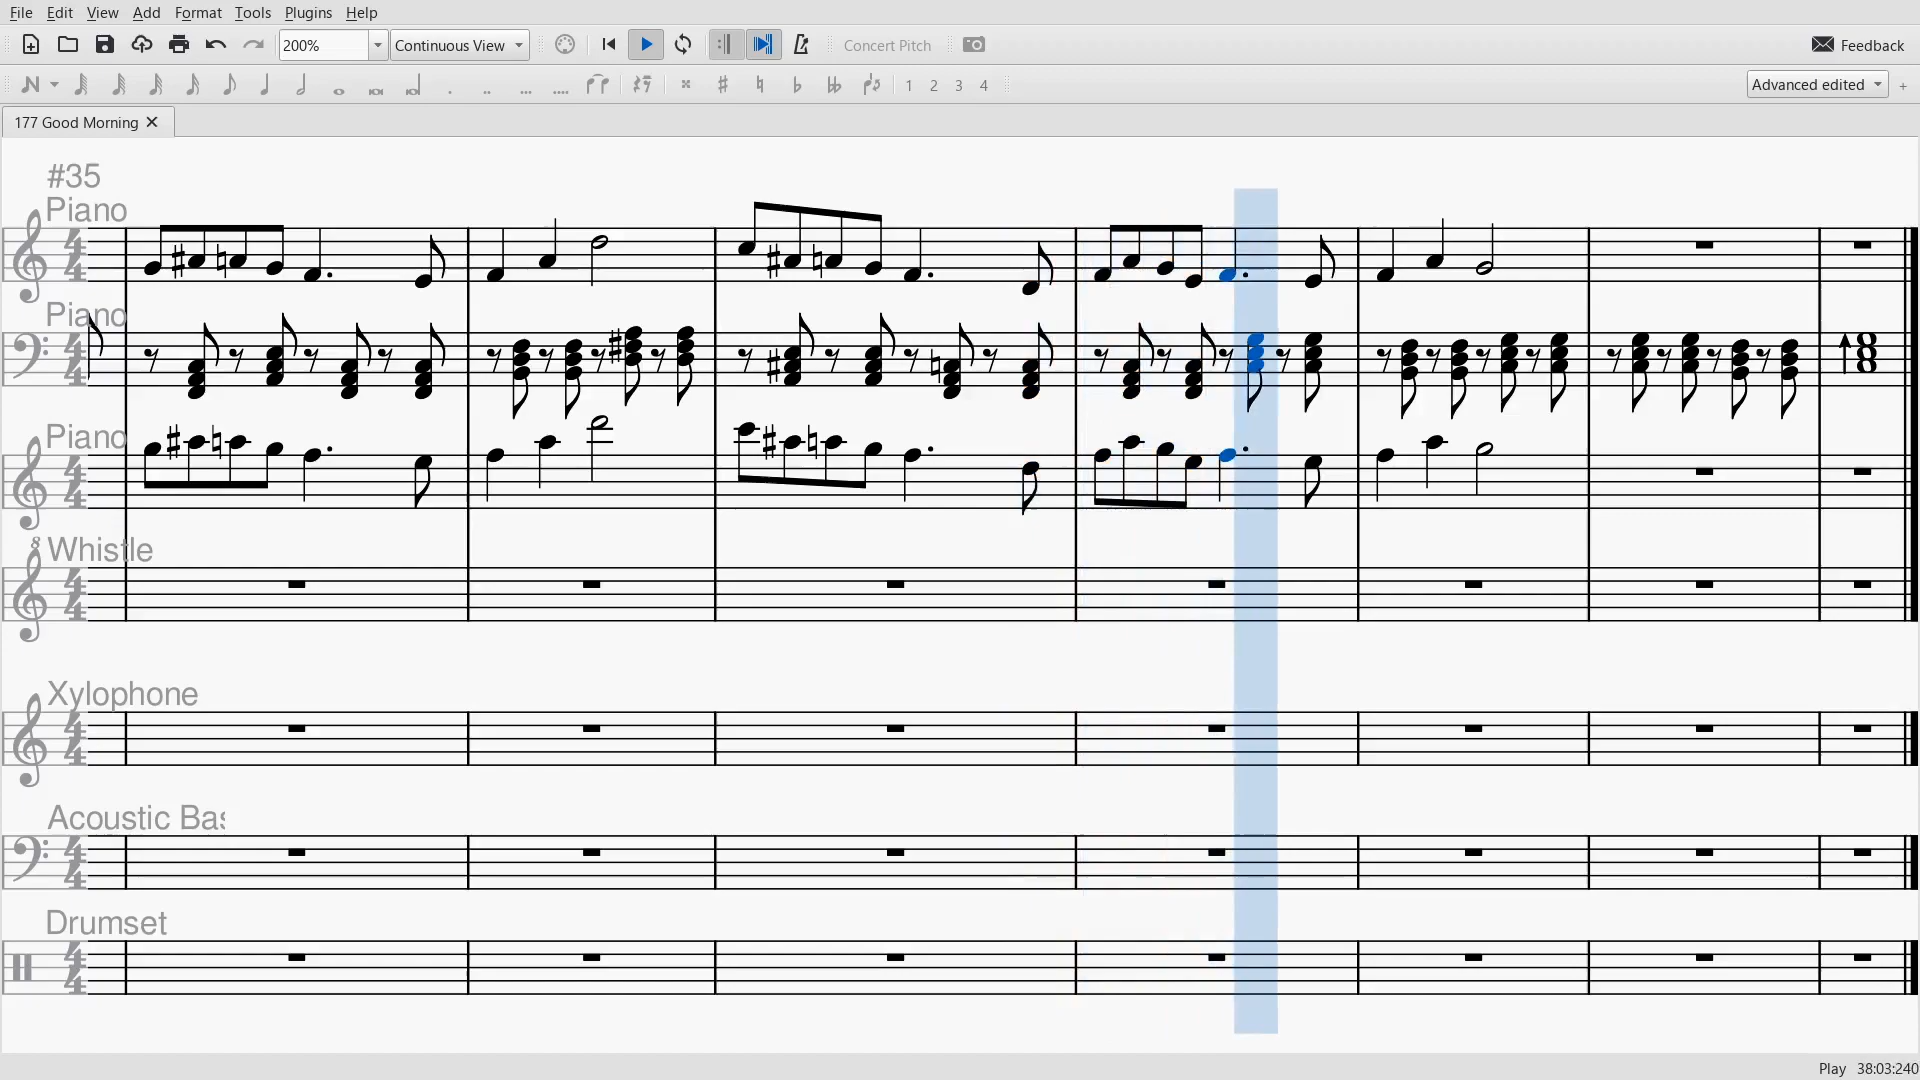 File Edit View Add Format Tools Plugins Help
200% Continuous View Concert Pitch Feedback
1 2 3 4 Advanced edited +
177 Good Morning
#35
Piano
Piano
Piano
Whistle
Xylophone
Acoustic Bas
Drumset
Play 38:03:240